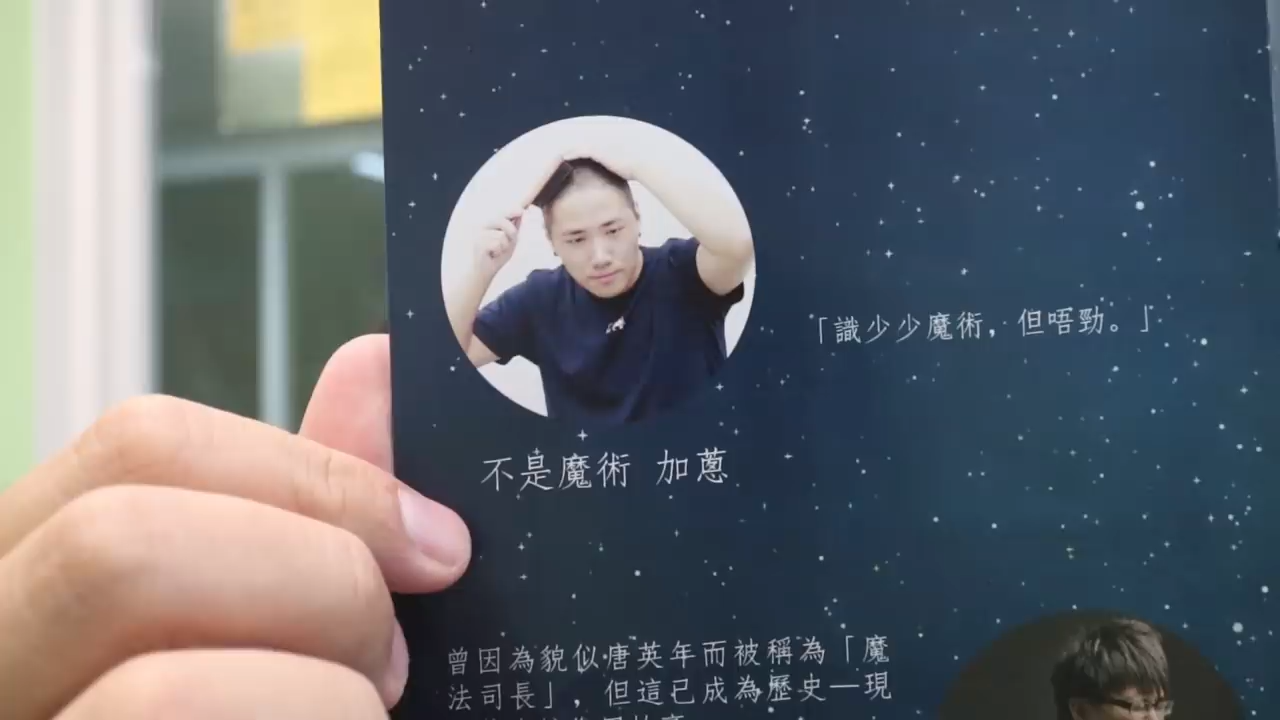 「識少少魔術，但唔勁。」
不是魔術 加蔥
曾因為貌似唐英年而被稱為「魔
法司長」，但這已成為歷史—現